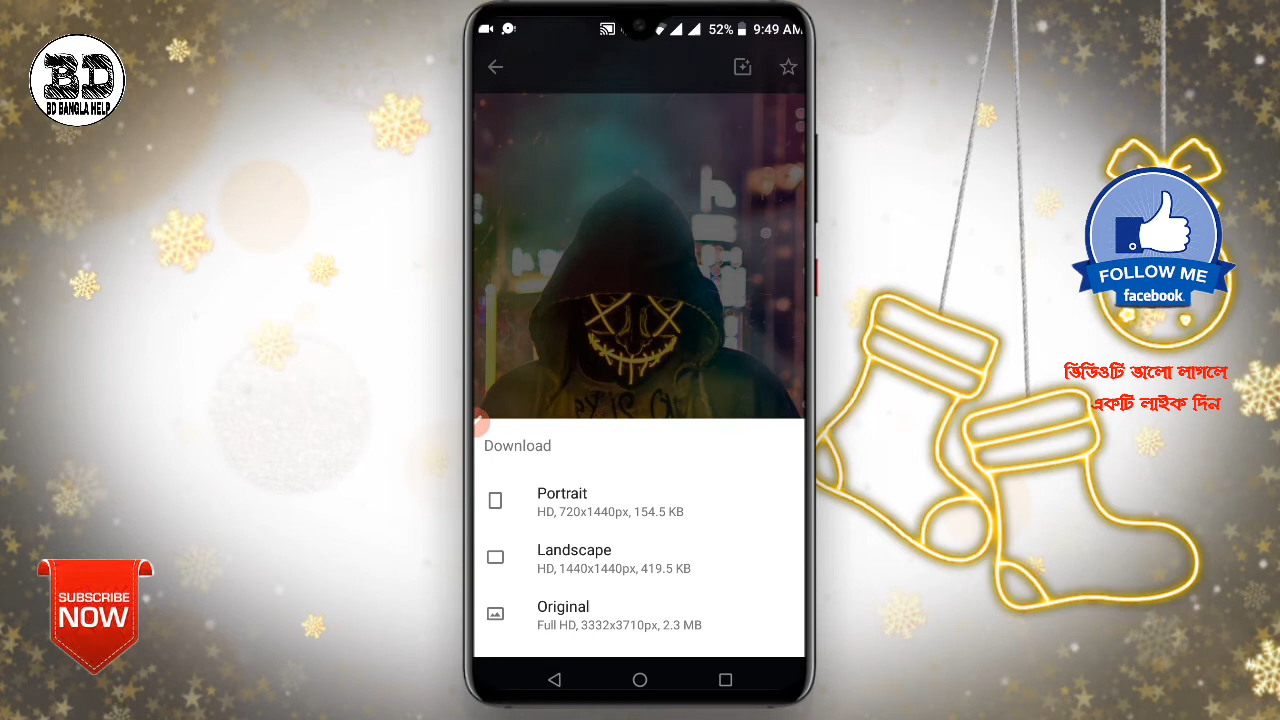 BD
BD BANGLA HELP
52% 9:49 AM
FOLLOW ME
facebook
ভিডিওটি ভালো লাগলে
একটি লাইক দিন
Download
Portrait
HD, 720x1440px, 154.5 KB
Landscape
HD, 1440x1440px, 419.5 KB
Original
Full HD, 3332x3710px, 2.3 MB
SUBSCRIBE
NOW